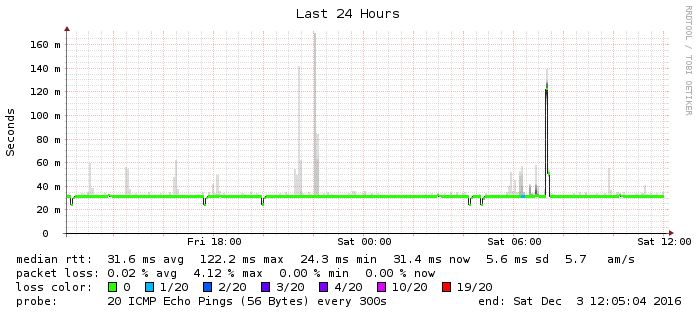 Last 24 Hours
RRDTOOL / TOBI OETIKER
Seconds
160 m
140 m
120 m
100 m
80 m
60 m
40 m
20 m
0
Fri 18:00 Sat 00:00 Sat 06:00 Sat 12:00
median rtt: 31.6 ms avg 122.2 ms max 24.3 ms min 31.4 ms now 5.6 ms sd 5.7 am/s
packet loss: 0.02 % avg 4.12 % max 0.00 % min 0.00 % now
loss color: 0 1/20 2/20 3/20 4/20 10/20 19/20
probe: 20 ICMP Echo Pings (56 Bytes) every 300s end: Sat Dec 3 12:05:04 2016